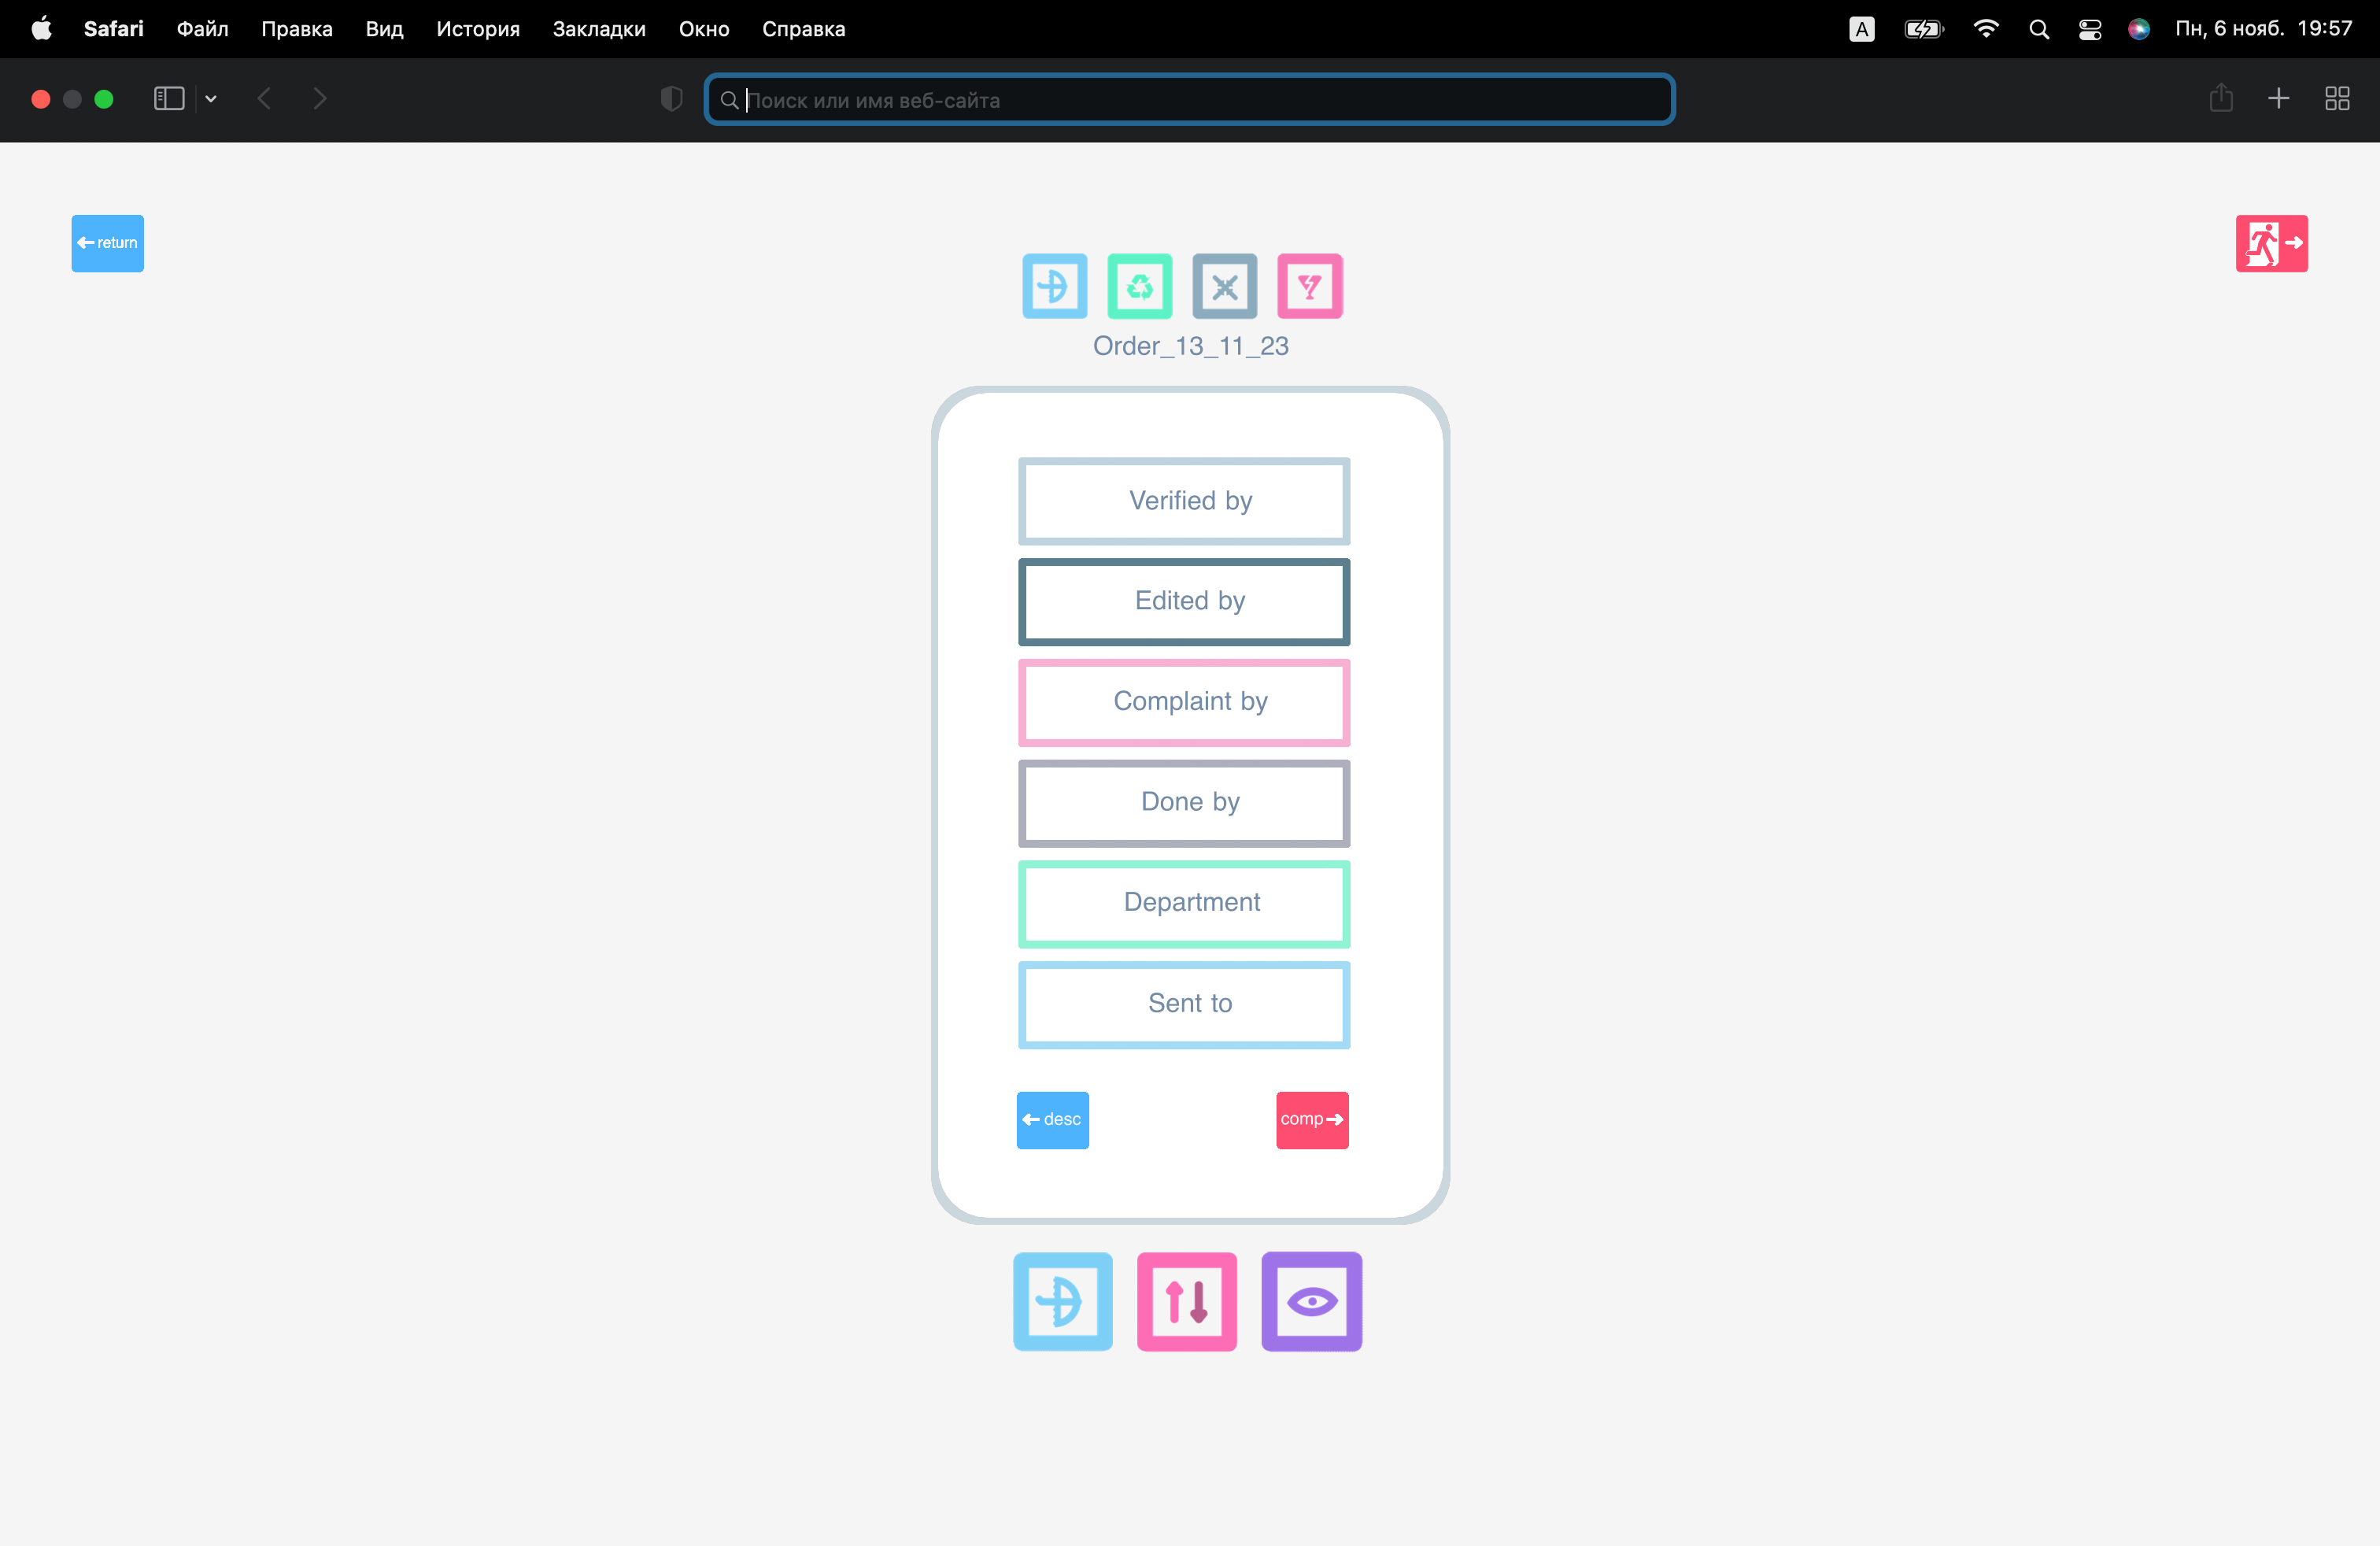 Safari Файл Правка Вид История Закладки Окно Справка A Пн, 6 нояб. 19:57
Поиск или имя веб-сайта
return
Order_13_11_23
Verified by
Edited by
Complaint by
Done by
Department
Sent to
desc comp